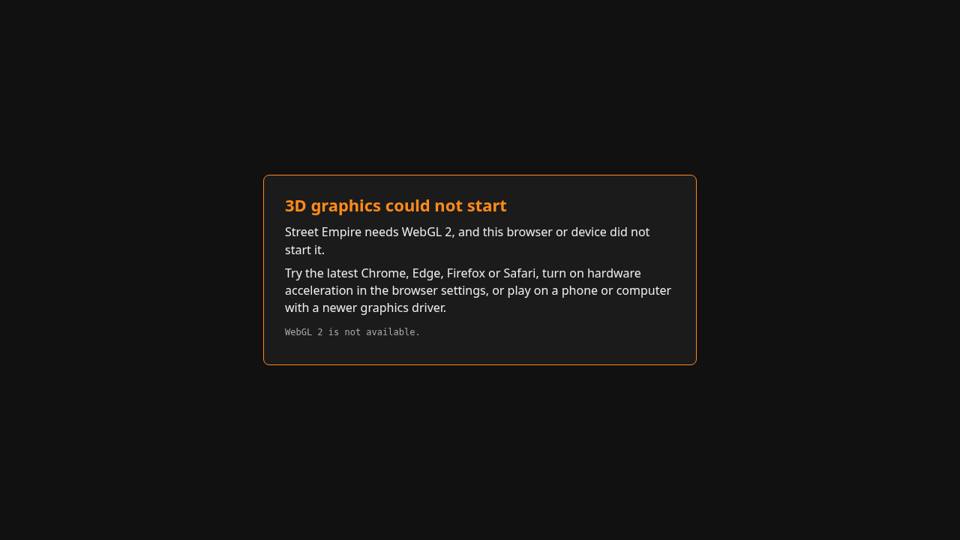 3D graphics could not start
Street Empire needs WebGL 2, and this browser or device did not
start it.
Try the latest Chrome, Edge, Firefox or Safari, turn on hardware
acceleration in the browser settings, or play on a phone or computer
with a newer graphics driver.
WebGL 2 is not available.